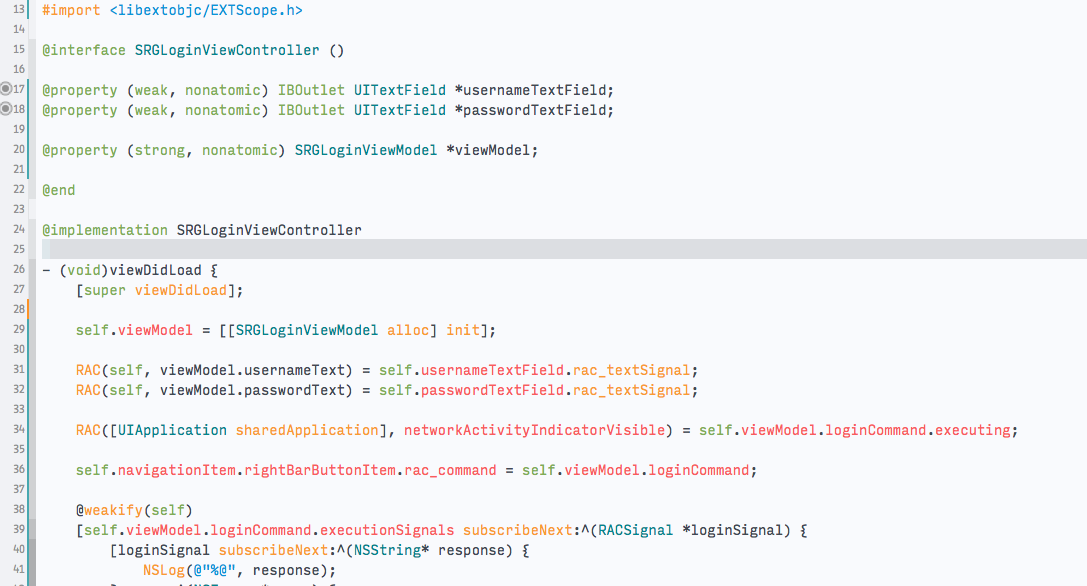 13 #import <libextobjc/EXTScope.h>
14
15 @interface SRGLoginViewController ()
16
17 @property (weak, nonatomic) IBOutlet UITextField *usernameTextField;
18 @property (weak, nonatomic) IBOutlet UITextField *passwordTextField;
19
20 @property (strong, nonatomic) SRGLoginViewModel *viewModel;
21
22 @end
23
24 @implementation SRGLoginViewController
25
26 - (void)viewDidLoad {
27     [super viewDidLoad];
28
29     self.viewModel = [[SRGLoginViewModel alloc] init];
30
31     RAC(self, viewModel.usernameText) = self.usernameTextField.rac_textSignal;
32     RAC(self, viewModel.passwordText) = self.passwordTextField.rac_textSignal;
33
34     RAC([UIApplication sharedApplication], networkActivityIndicatorVisible) = self.viewModel.loginCommand.executing;
35
36     self.navigationItem.rightBarButtonItem.rac_command = self.viewModel.loginCommand;
37
38     @weakify(self)
39     [self.viewModel.loginCommand.executionSignals subscribeNext:^(RACSignal *loginSignal) {
40         [loginSignal subscribeNext:^(NSString* response) {
41             NSLog(@"%@", response);